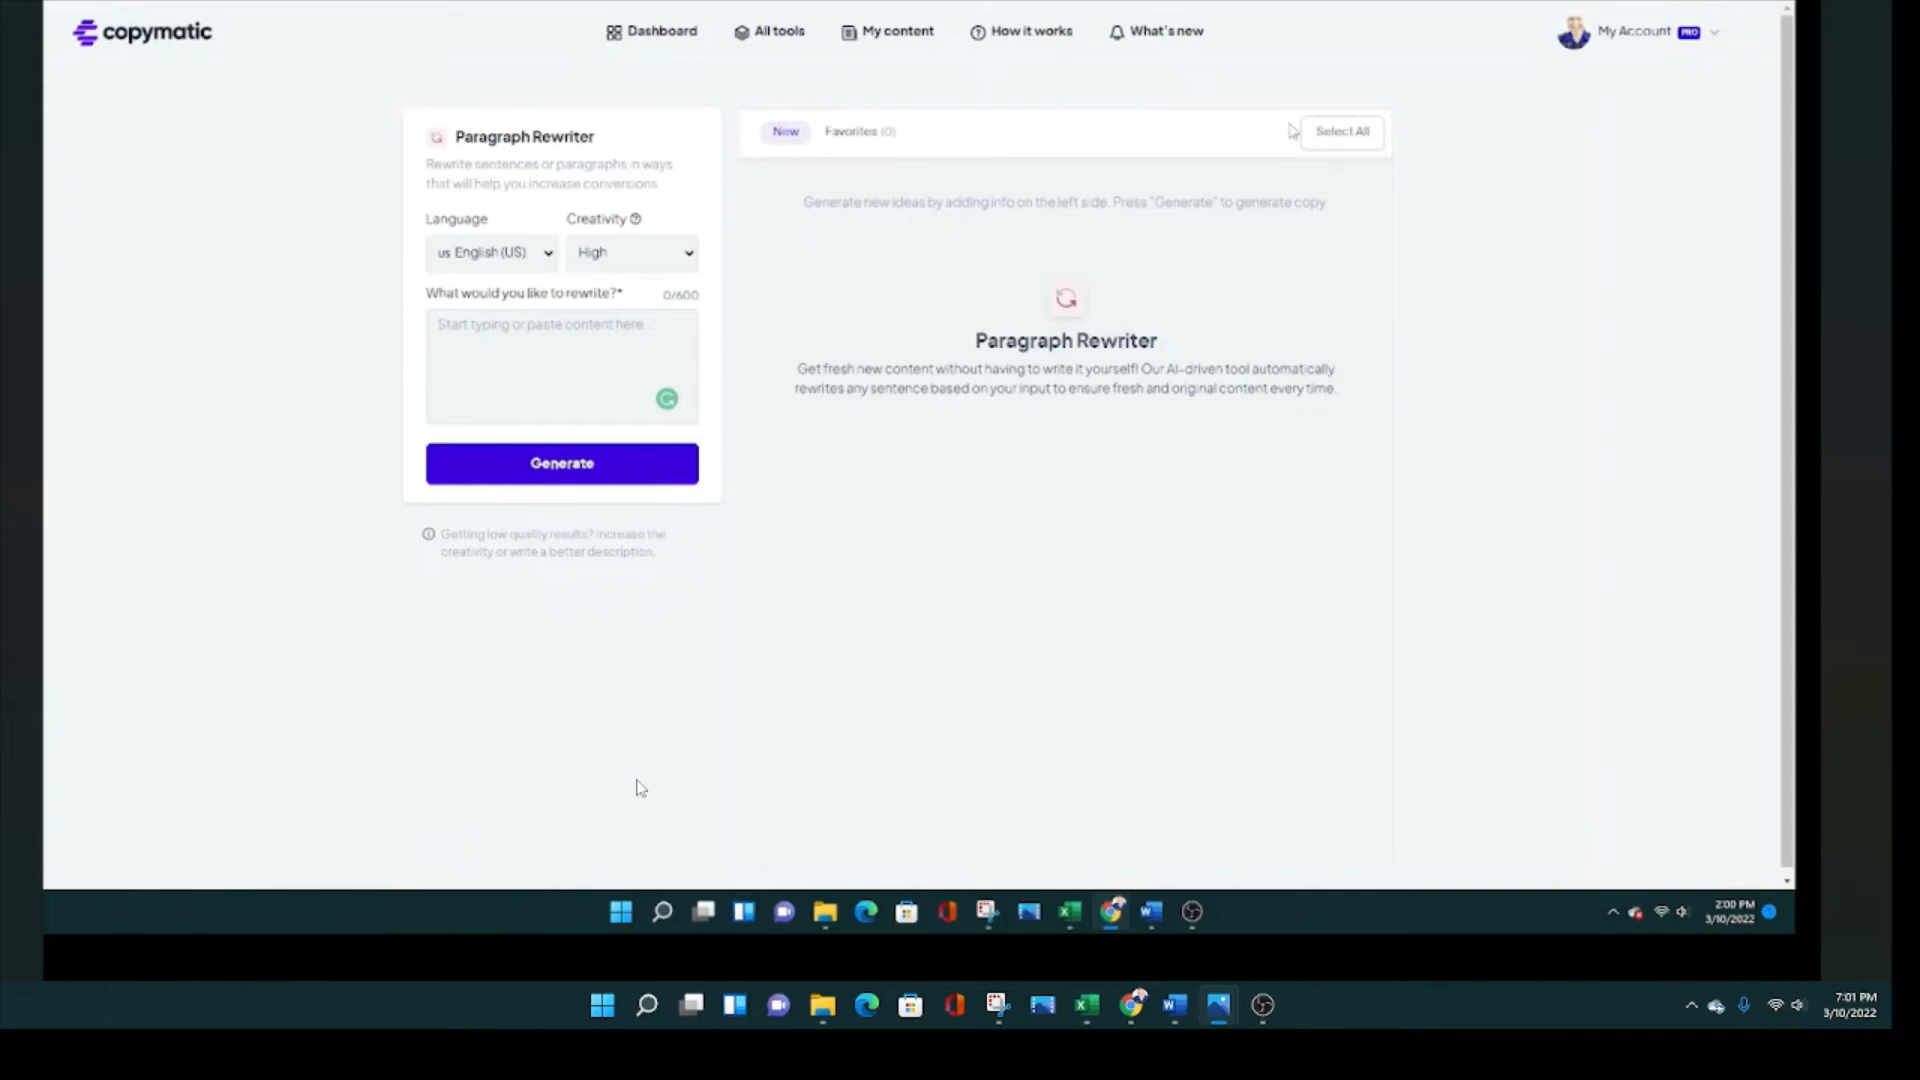 copymatic
Dashboard
All tools
My content
How it works
What's new
My Account PRO
Paragraph Rewriter
Rewrite sentences or paragraphs in ways
that will help you increase conversions
Language
Creativity
us English (US)
High
What would you like to rewrite?*
0/600
Start typing or paste content here...
Generate
Getting low quality results? Increase the
creativity or write a better description.
New
Favorites (0)
Select All
Generate new ideas by adding info on the left side. Press "Generate" to generate copy
Paragraph Rewriter
Get fresh new content without having to write it yourself! Our AI-driven tool automatically
rewrites any sentence based on your input to ensure fresh and original content every time.
2:00 PM
3/10/2022
7:01 PM
3/10/2022